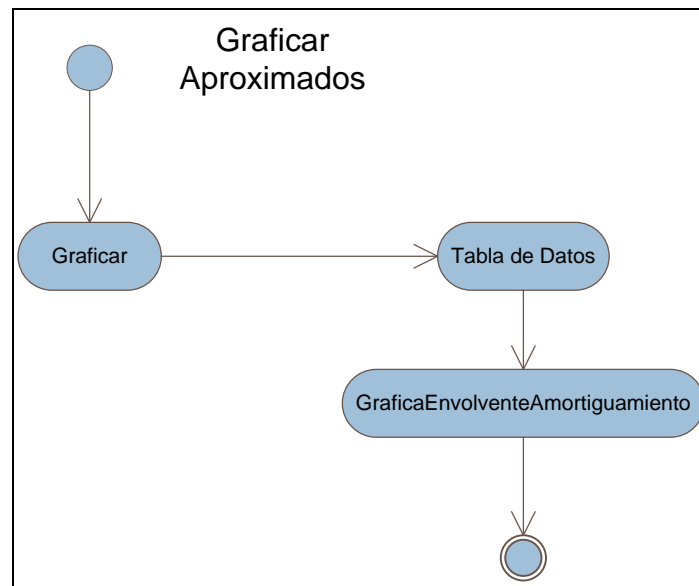 Graficar
Aproximados
Graficar
Tabla de Datos
GraficaEnvolventeAmortiguamiento